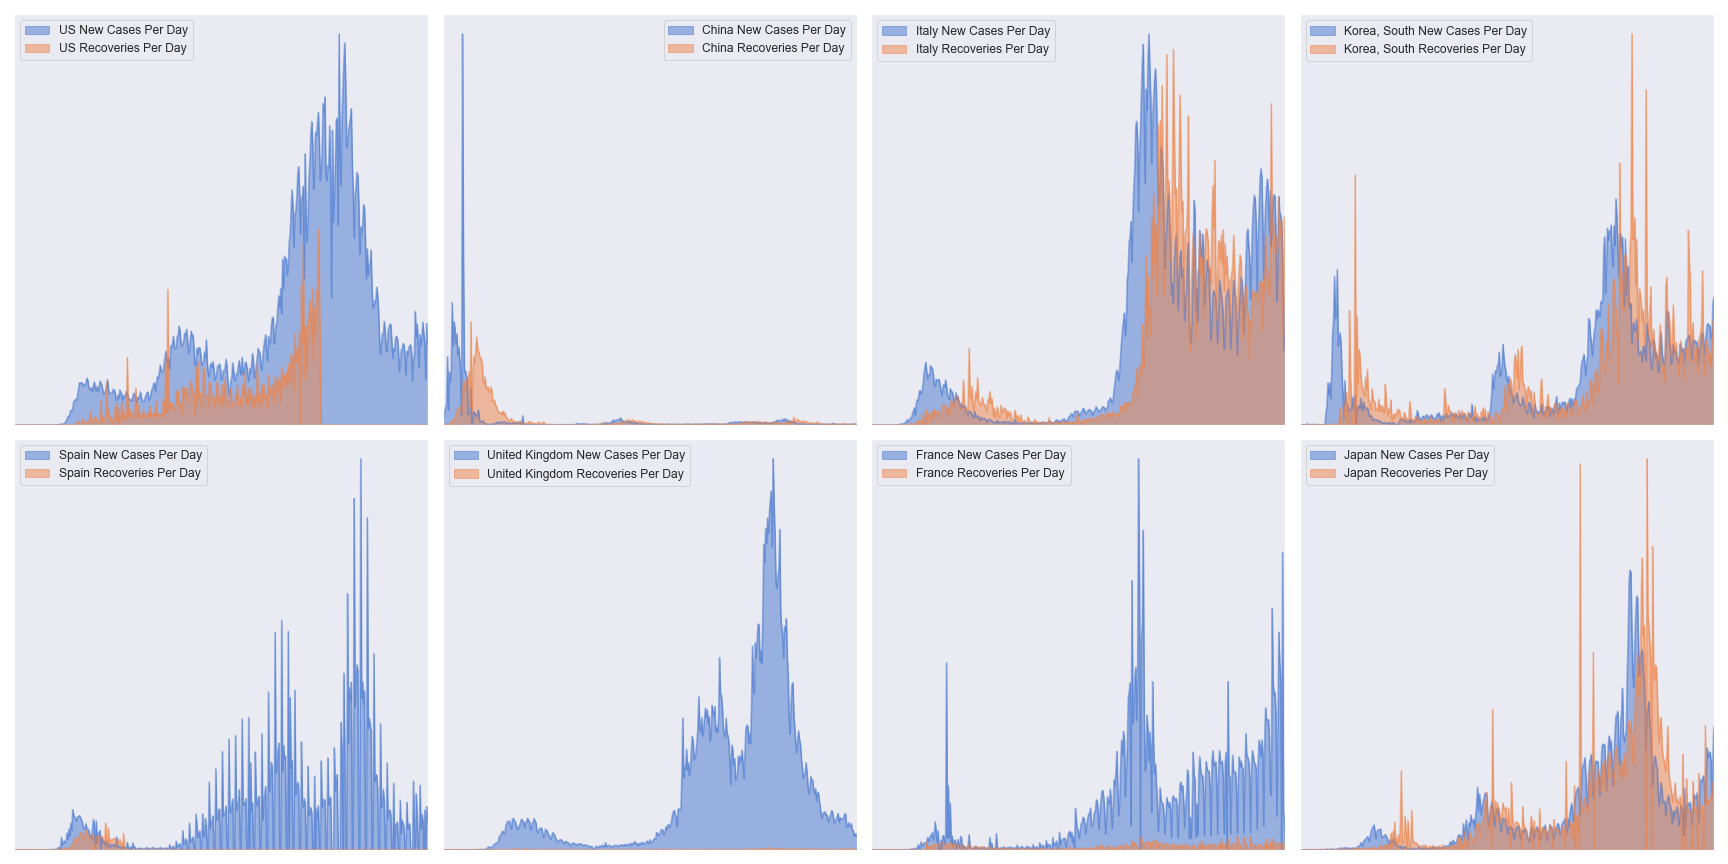 US New Cases Per Day
US Recoveries Per Day
China New Cases Per Day
China Recoveries Per Day
Italy New Cases Per Day
Italy Recoveries Per Day
Korea, South New Cases Per Day
Korea, South Recoveries Per Day
Spain New Cases Per Day
Spain Recoveries Per Day
United Kingdom New Cases Per Day
United Kingdom Recoveries Per Day
France New Cases Per Day
France Recoveries Per Day
Japan New Cases Per Day
Japan Recoveries Per Day